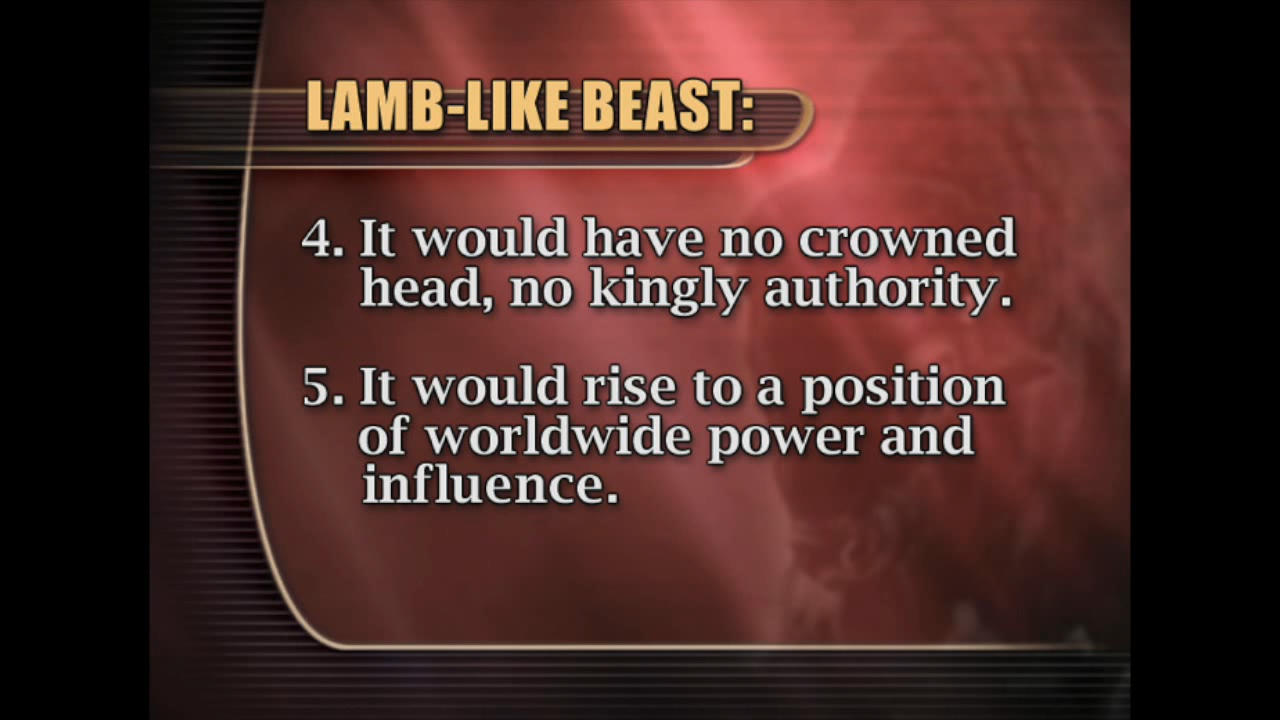 LAMB-LIKE BEAST:
4. It would have no crowned
head, no kingly authority.
5. It would rise to a position
of worldwide power and
influence.